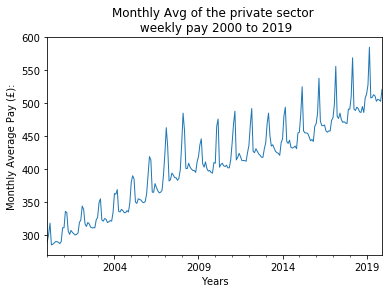 Monthly Avg of the private sector
weekly pay 2000 to 2019
Monthly Average Pay (£):
600
550
500
450
400
350
300
2004
2009
2014
2019
Years